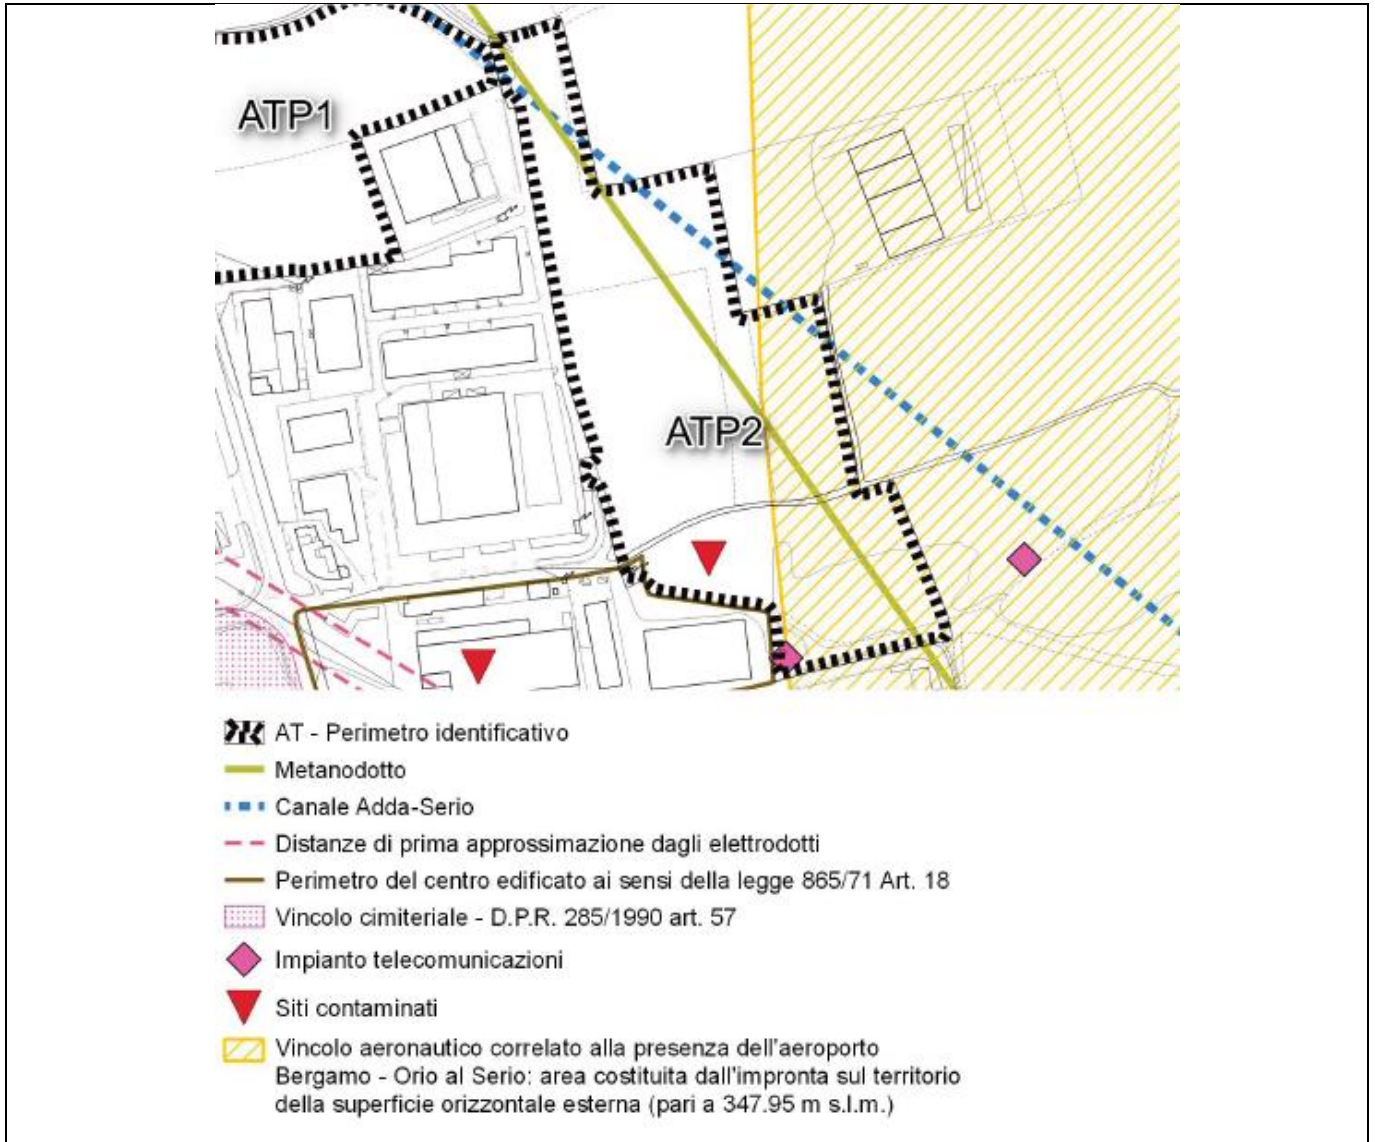 ATP1
ATP2
AT - Perimetro identificativo
Metanodotto
Canale Adda-Serio
Distanze di prima approssimazione dagli elettrodotti
Perimetro del centro edificato ai sensi della legge 865/71 Art. 18
Vincolo cimiteriale - D.P.R. 285/1990 art. 57
Impianto telecomunicazioni
Siti contaminati
Vincolo aeronautico correlato alla presenza dell'aeroporto
Bergamo - Orio al Serio: area costituita dall'impronta sul territorio
della superficie orizzontale esterna (pari a 347.95 m s.l.m.)